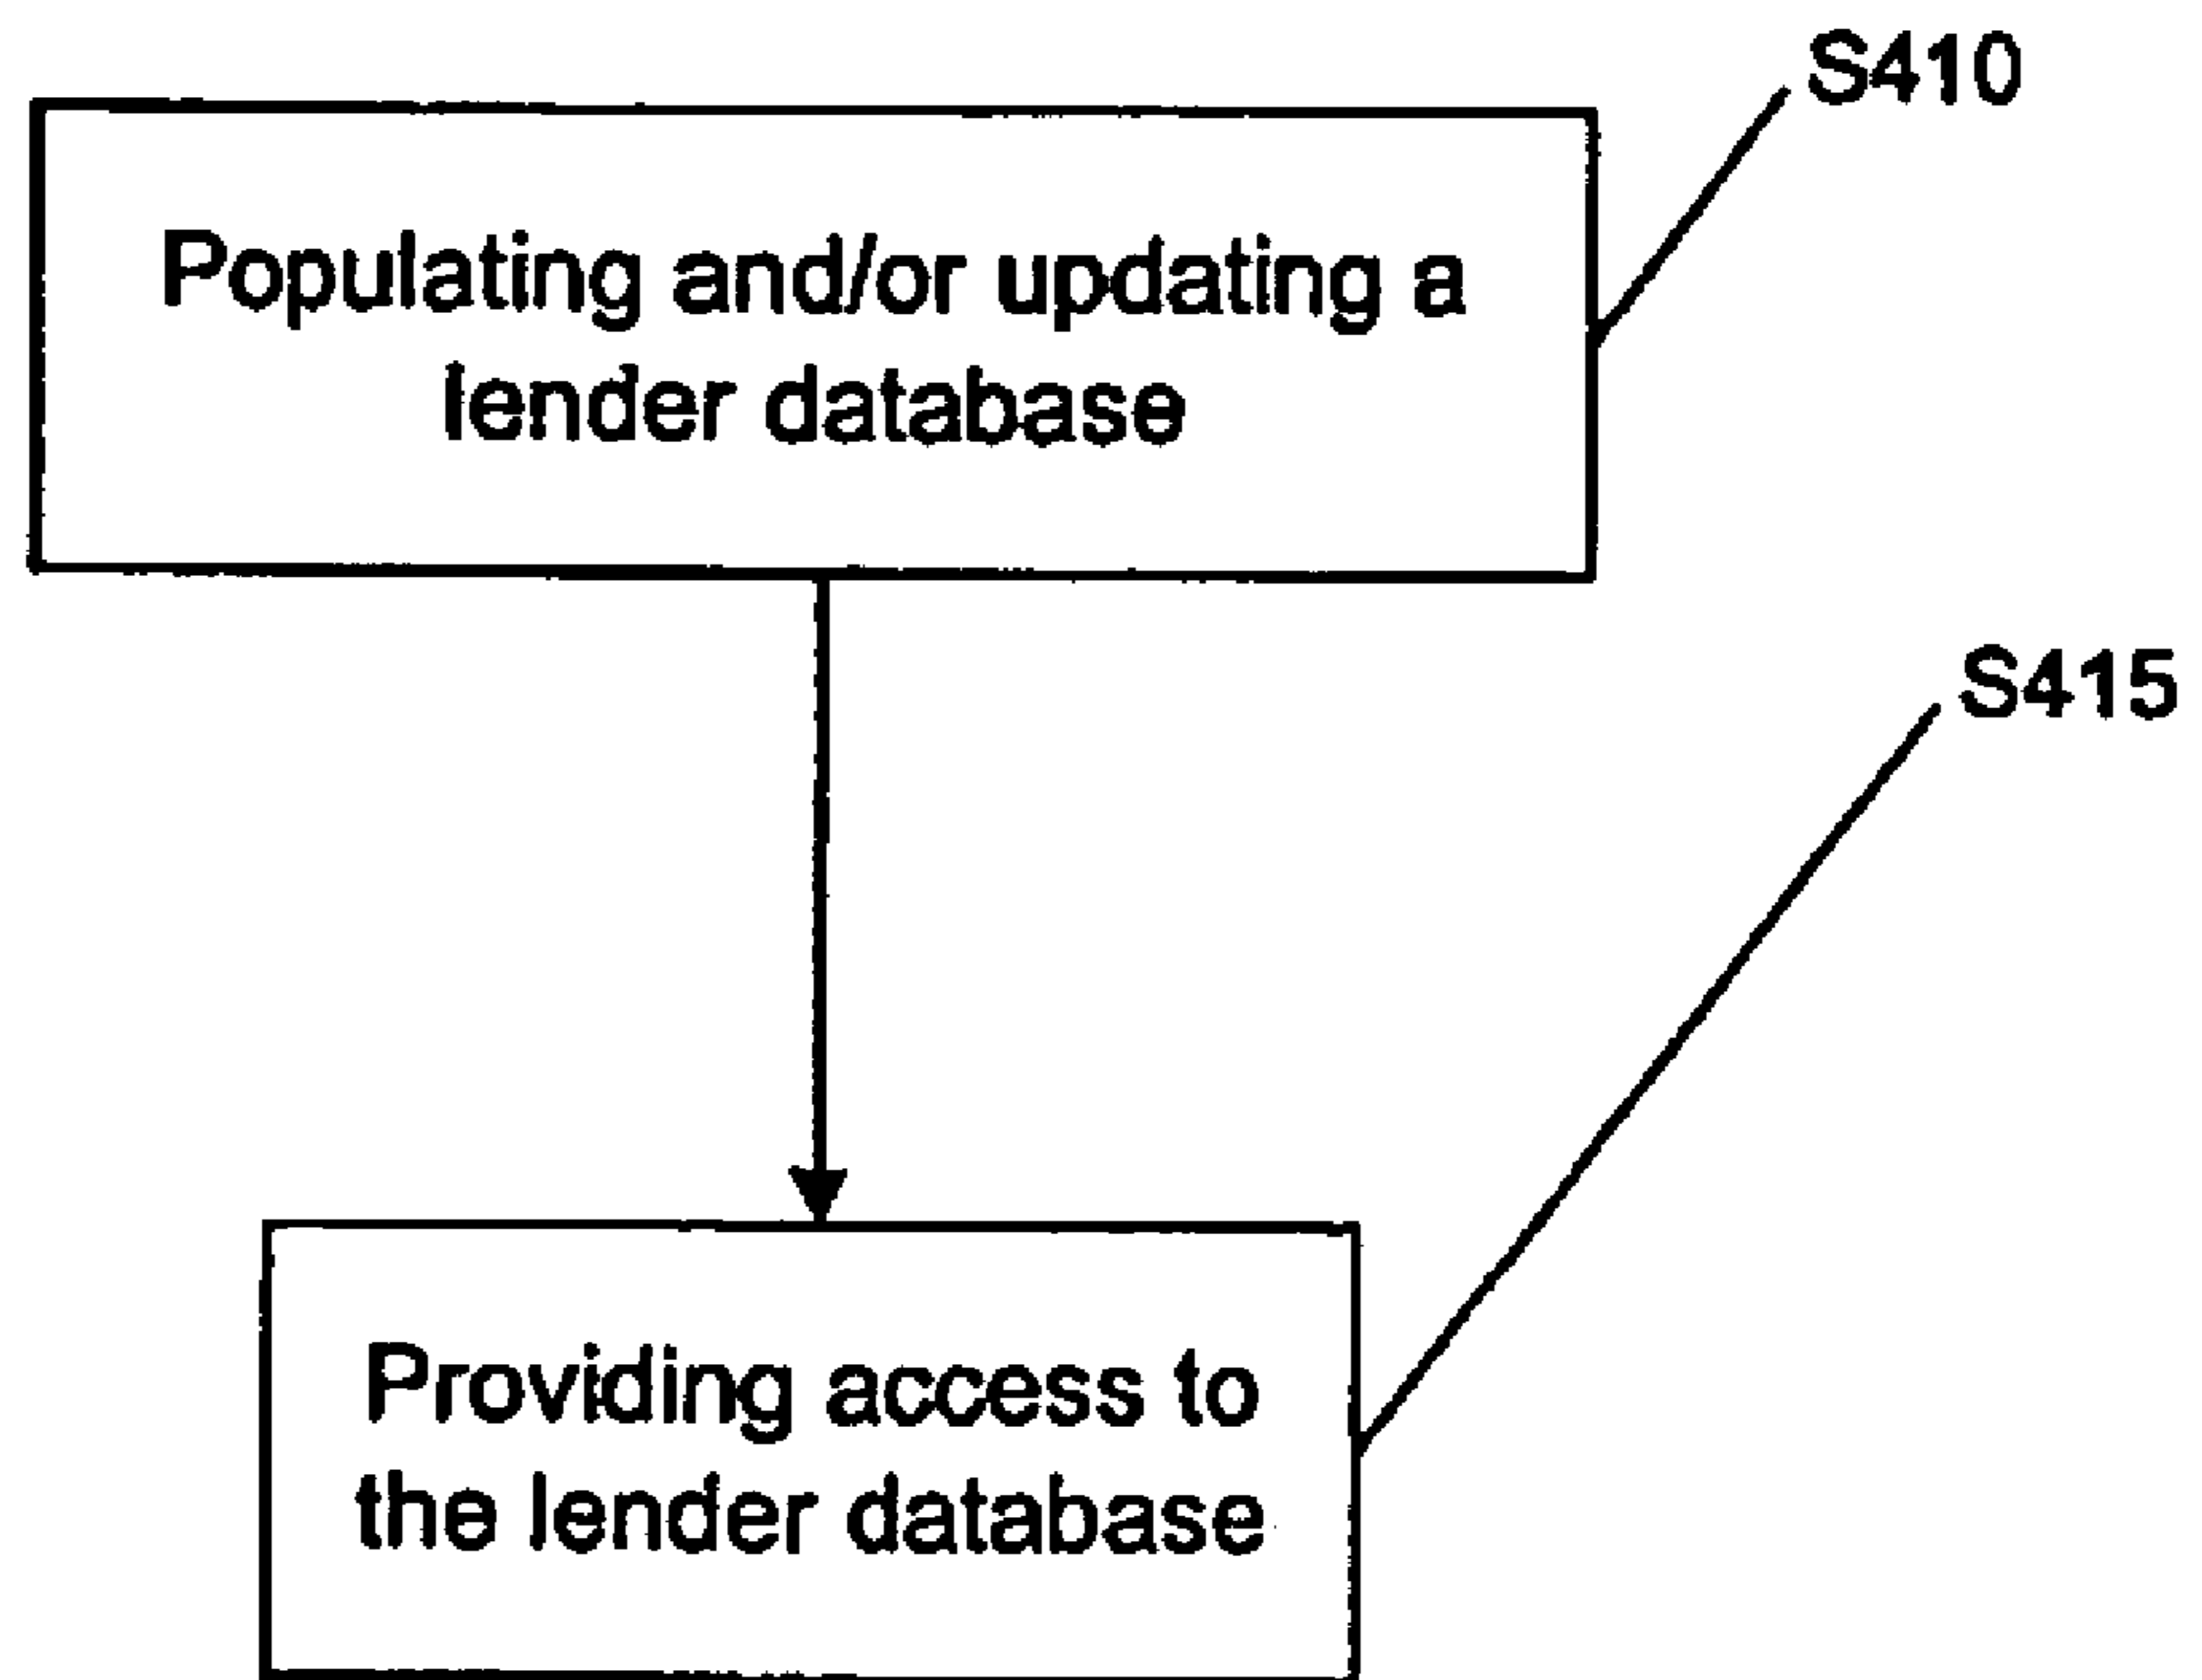 S410
Populating and/or updating a
lender database
S415
Providing access to
the lender database